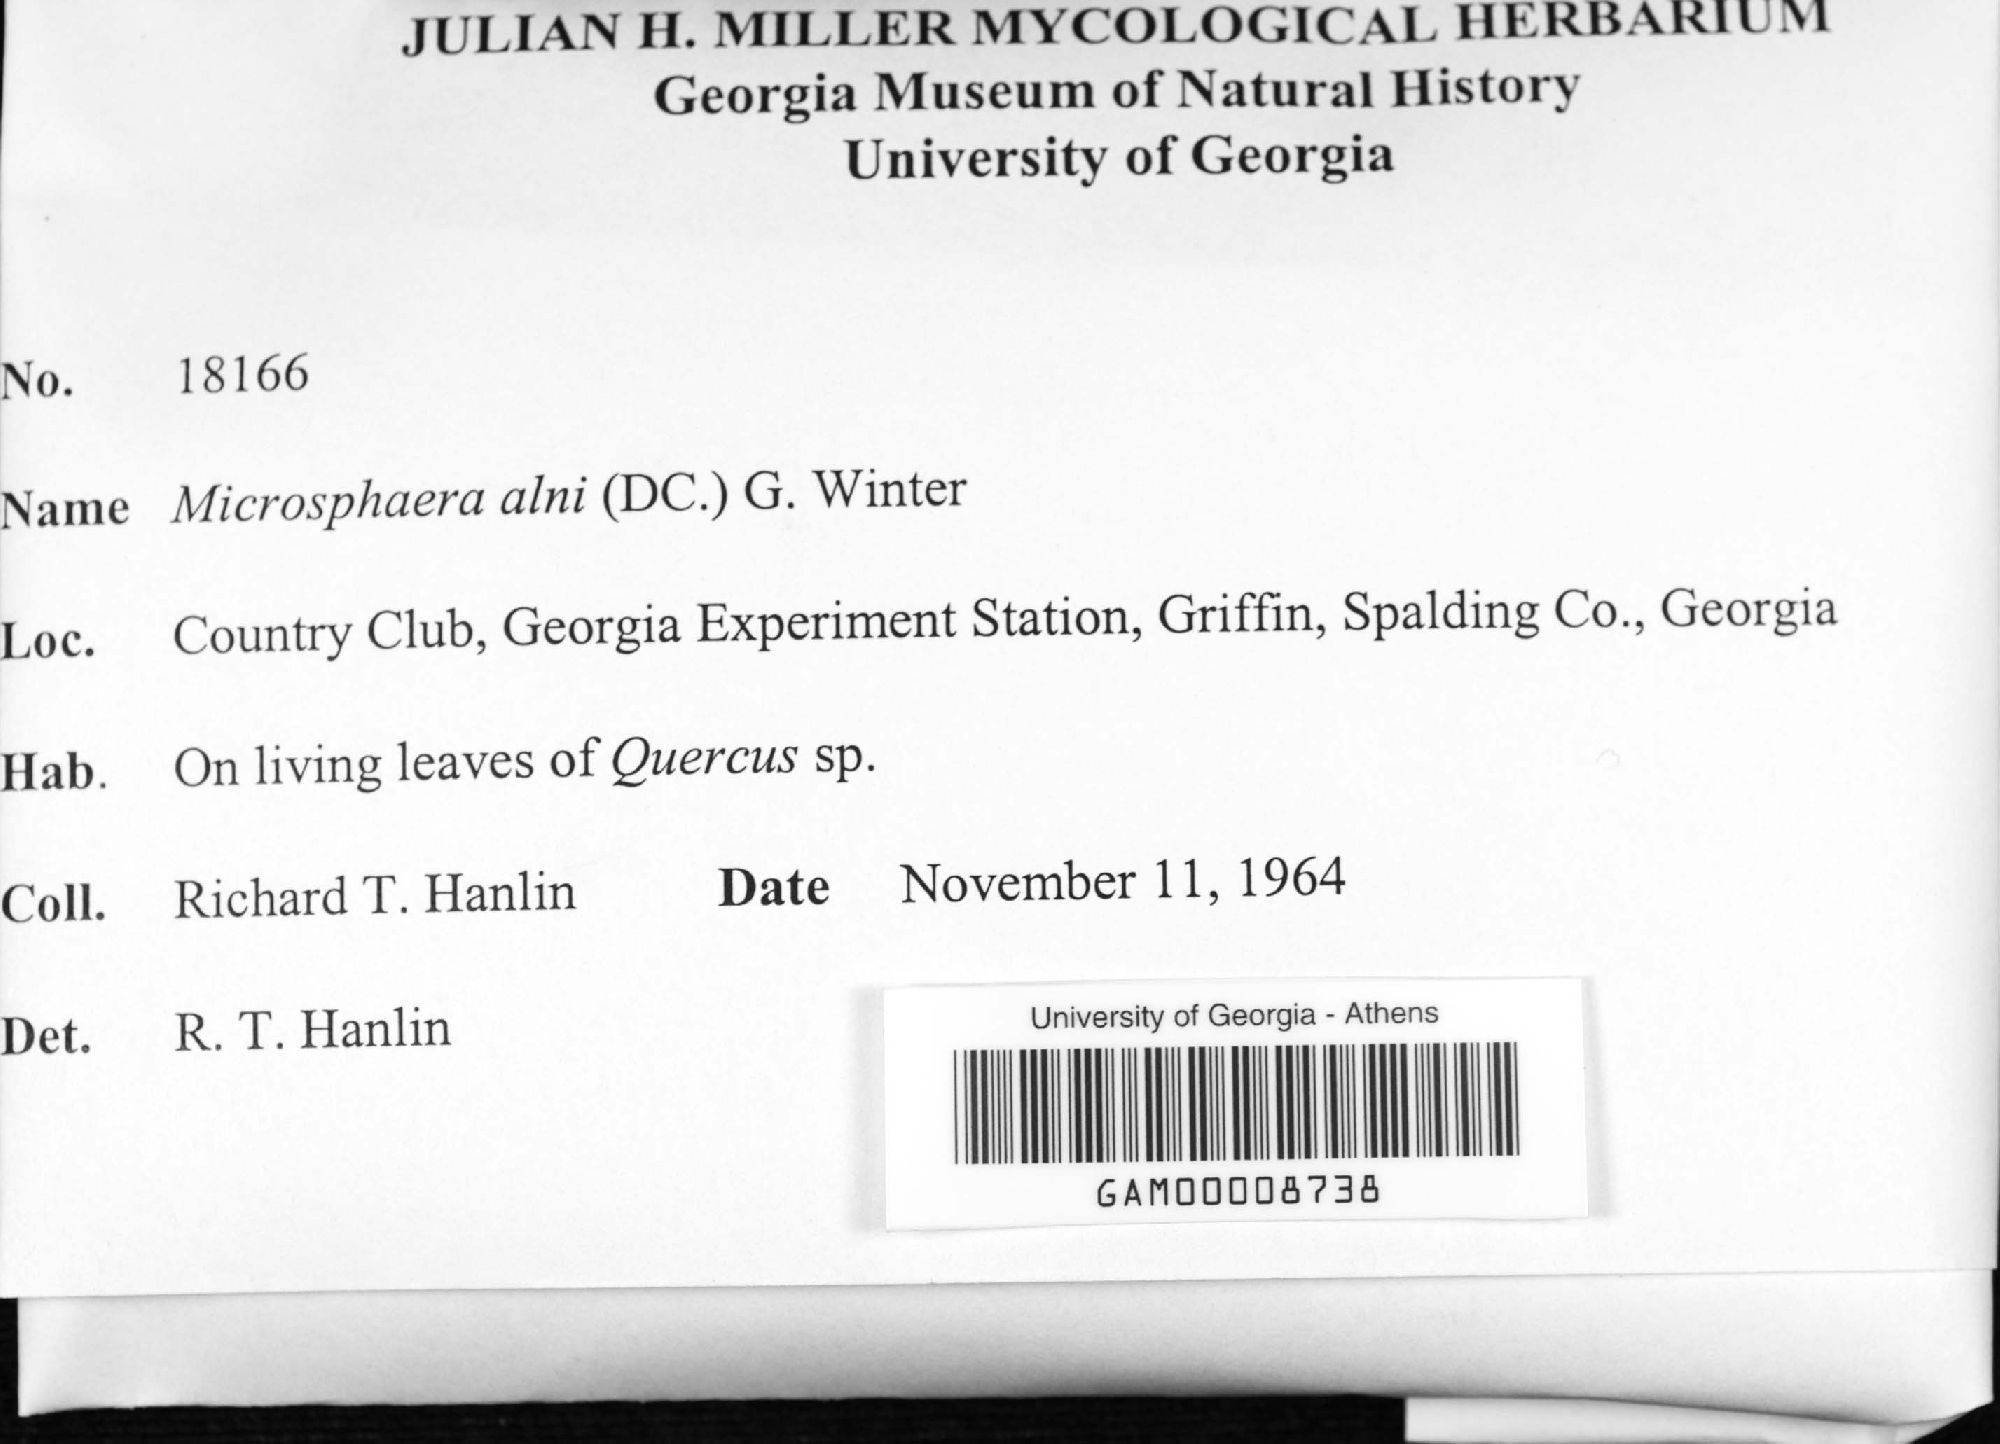 JULIAN H. MILLER MYCOLOGICAL HERBARIUM
Georgia Museum of Natural History
University of Georgia
No. 18166
Name Microsphaera alni (DC.) G. Winter
Loc. Country Club, Georgia Experiment Station, Griffin, Spalding Co., Georgia
Hab. On living leaves of Quercus sp.
Coll. Richard T. Hanlin Date November 11, 1964
Det. R. T. Hanlin
University of Georgia - Athens
GAM00008738